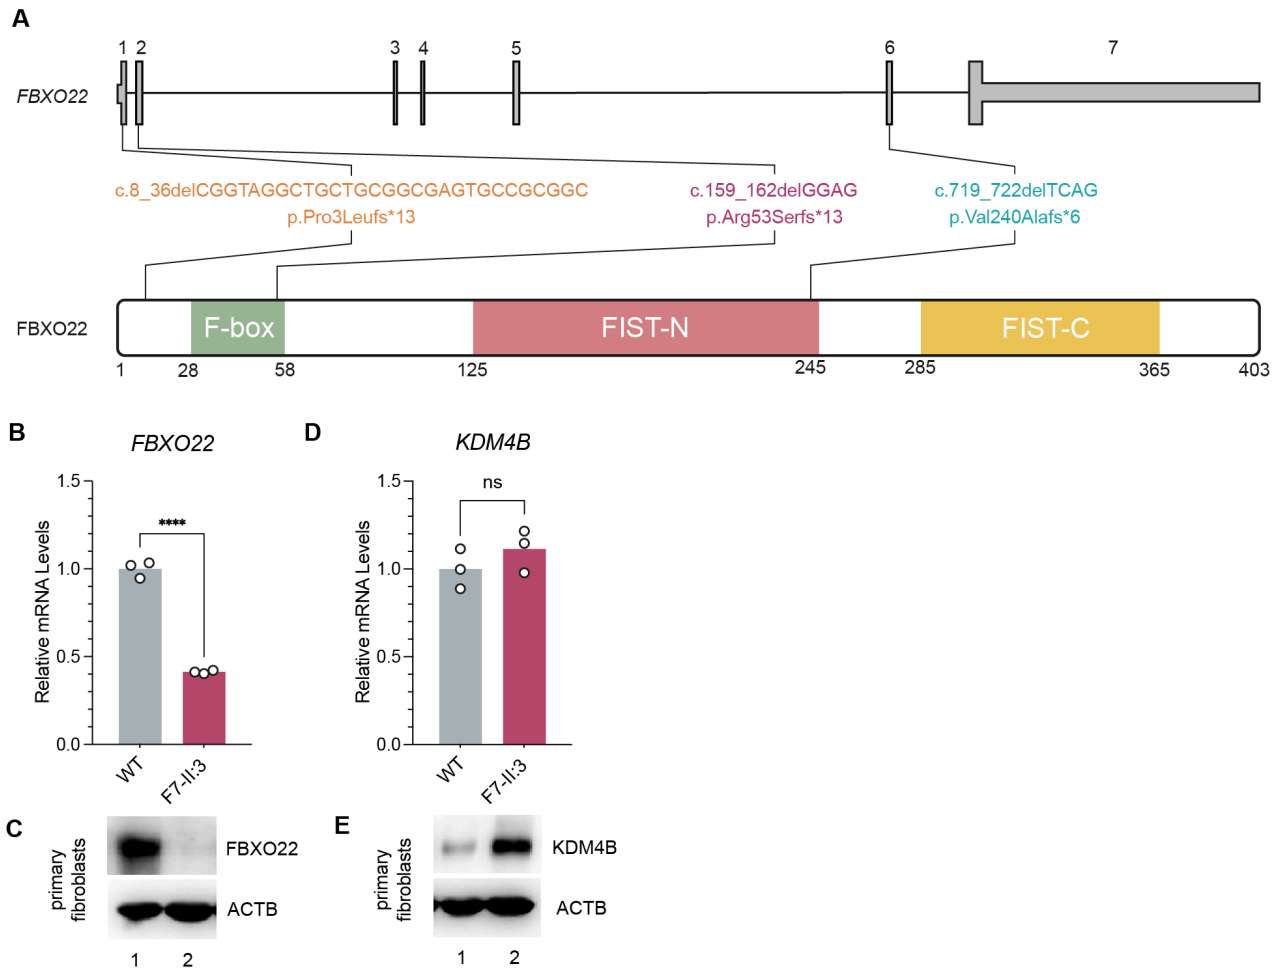 A
1 2 3 4 5 6 7
FBXO22
c.8_36delCGGTAGGCTGCTGCGGCGAGTGCCGCGGC
p.Pro3Leufs*13
c.159_162delGGAG
p.Arg53Serfs*13
c.719_722delTCAG
p.Val240Alafs*6
FBXO22
F-box
FIST-N
FIST-C
1 28 58 125 245 285 365 403
B
FBXO22
Relative mRNA Levels
1.5
1.0
0.5
0.0
****
WT
F7-II:3
D
KDM4B
Relative mRNA Levels
1.5
1.0
0.5
0.0
ns
WT
F7-II:3
C
primary
fibroblasts
FBXO22
ACTB
1 2
E
primary
fibroblasts
KDM4B
ACTB
1 2